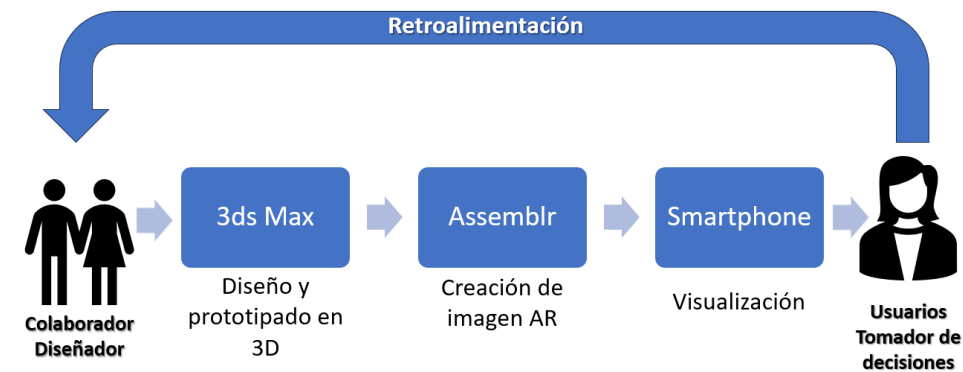 Retroalimentación
3ds Max
Assemblr
Smartphone
Diseño y
prototipado en
3D
Creación de
imagen AR
Visualización
Colaborador
Diseñador
Usuarios
Tomador de
decisiones